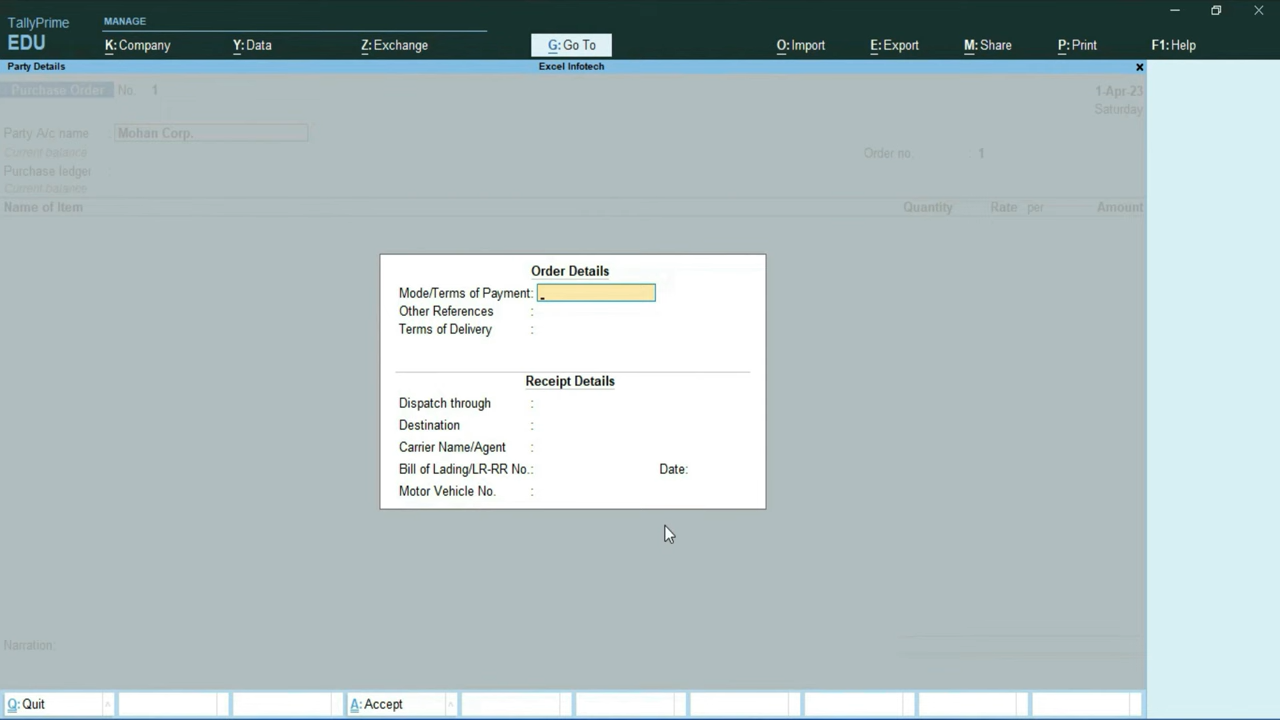 TallyPrime
EDU
MANAGE
K: Company
Y: Data
Z: Exchange
G: Go To
O: Import
E: Export
M: Share
P: Print
F1: Help
Party Details
Excel Infotech
Purchase Order
No.
1
1-Apr-23
Saturday
Party A/c name
Mohan Corp.
Current balance
Order no.
1
Purchase ledger
Current balance
Name of Item
Quantity
Rate
per
Amount
Order Details
Mode/Terms of Payment:
Other References :
Terms of Delivery :
Receipt Details
Dispatch through :
Destination :
Carrier Name/Agent :
Bill of Lading/LR-RR No.:
Date:
Motor Vehicle No. :
Narration:
Q: Quit
A: Accept